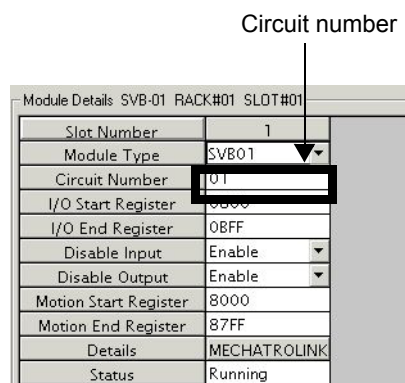 Circuit number
Module Details SVB-01 RACK#01 SLOT#01
Slot Number 1
Module Type SVB01
Circuit Number 01
I/O Start Register 0800
I/O End Register 0BFF
Disable Input Enable
Disable Output Enable
Motion Start Register 8000
Motion End Register 87FF
Details MECHATROLINK
Status Running